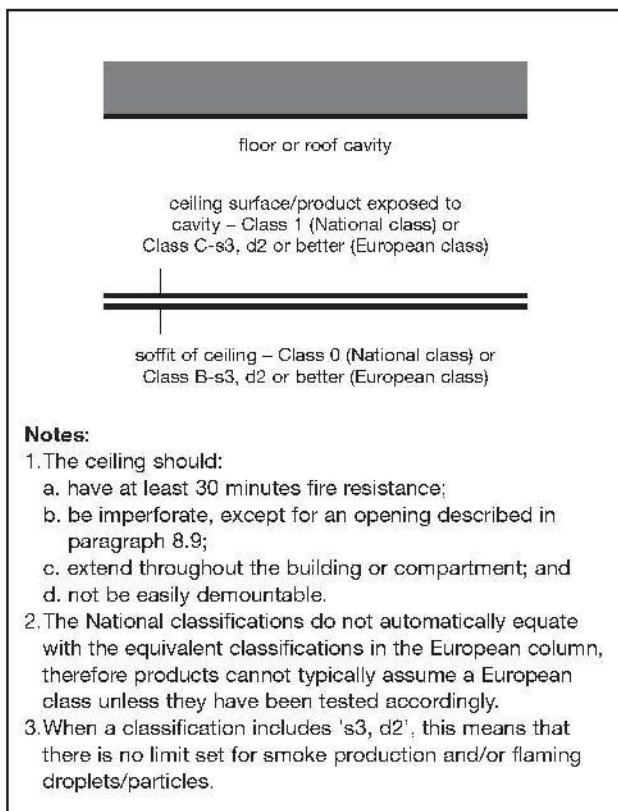 floor or roof cavity
ceiling surface/product exposed to
cavity – Class 1 (National class) or
Class C-s3, d2 or better (European class)
soffit of ceiling – Class 0 (National class) or
Class B-s3, d2 or better (European class)
Notes:
1.The ceiling should:
a. have at least 30 minutes fire resistance;
b. be imperforate, except for an opening described in
paragraph 8.9;
c. extend throughout the building or compartment; and
d. not be easily demountable.
2.The National classifications do not automatically equate
with the equivalent classifications in the European column,
therefore products cannot typically assume a European
class unless they have been tested accordingly.
3.When a classification includes 's3, d2', this means that
there is no limit set for smoke production and/or flaming
droplets/particles.